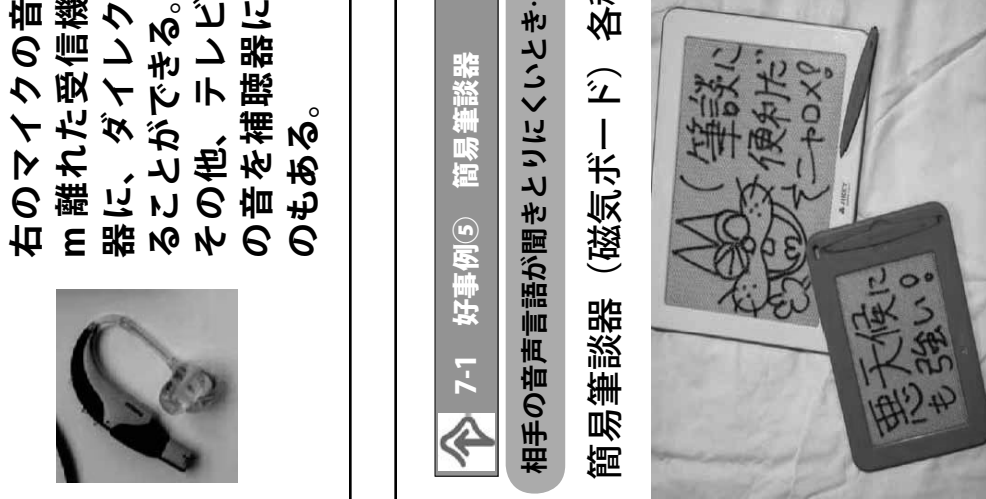 右のマイクの音
m 離れた受信機
器に、ダイレク
ることができる。
その他、テレビ
の音を補聴器に
のもある。
7-1 好事例⑤ 簡易筆談器
相手の音声言語が聞きとりにくいとき…
簡易筆談器（磁気ボード）各
筆談に
便利だ
ニャロメ!
悪天候に
も強い!